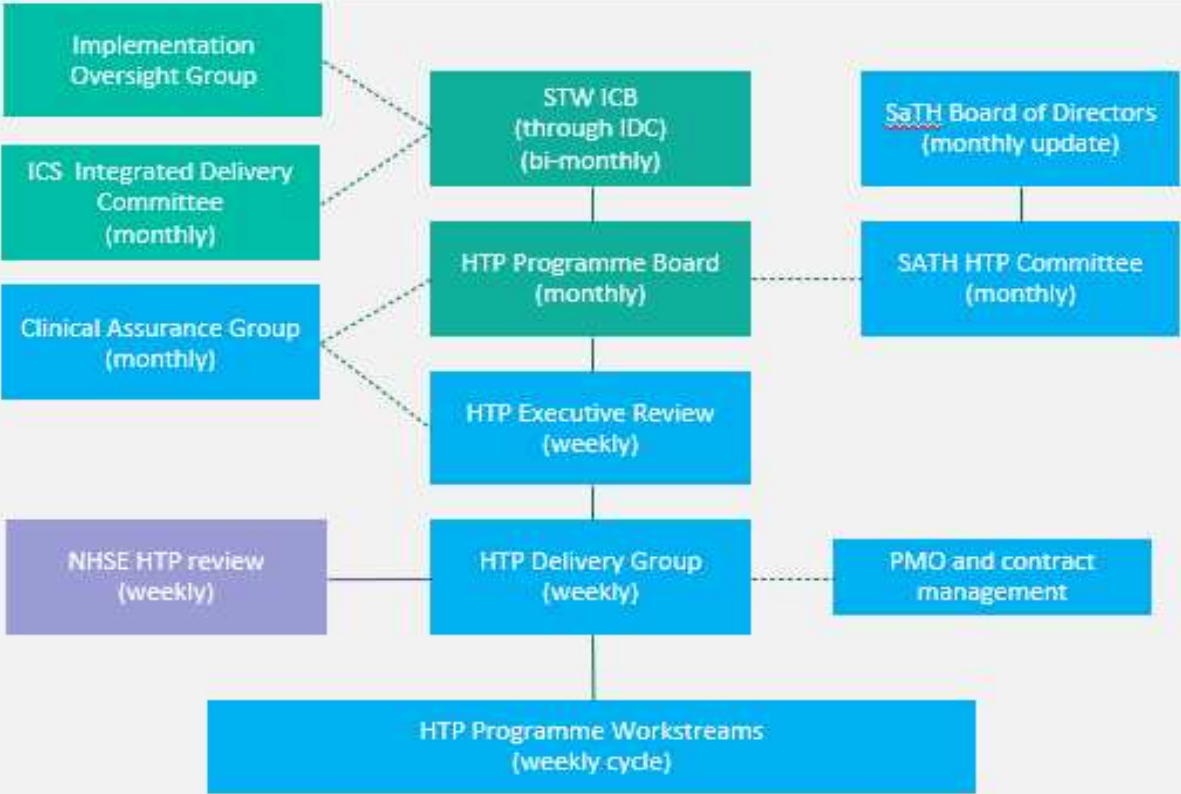 Implementation
Oversight Group
STW ICB
(through IDC)
(bi-monthly)
SaTH Board of Directors
(monthly update)
ICS Integrated Delivery
Committee
(monthly)
HTP Programme Board
(monthly)
SATH HTP Committee
(monthly)
Clinical Assurance Group
(monthly)
HTP Executive Review
(weekly)
NHSE HTP review
(weekly)
HTP Delivery Group
(weekly)
PMO and contract
management
HTP Programme Workstreams
(weekly cycle)